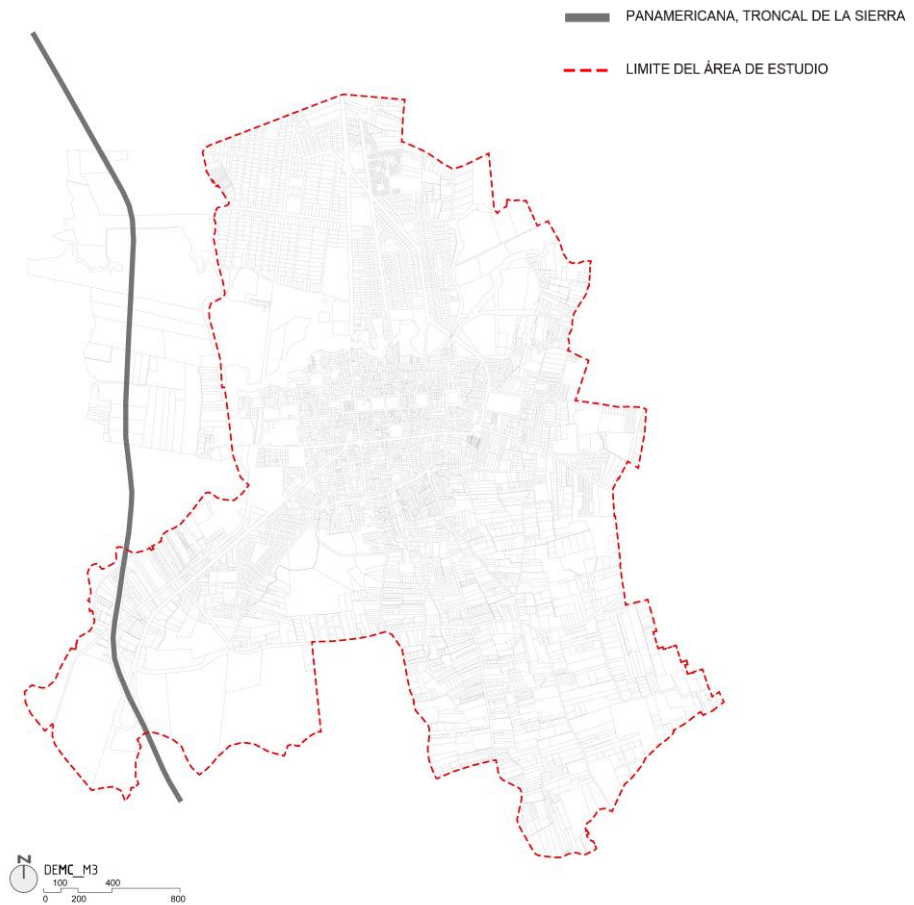 PANAMERICANA, TRONCAL DE LA SIERRA
LIMITE DEL ÁREA DE ESTUDIO
N
DEMC_M3
100 400
0 200 800